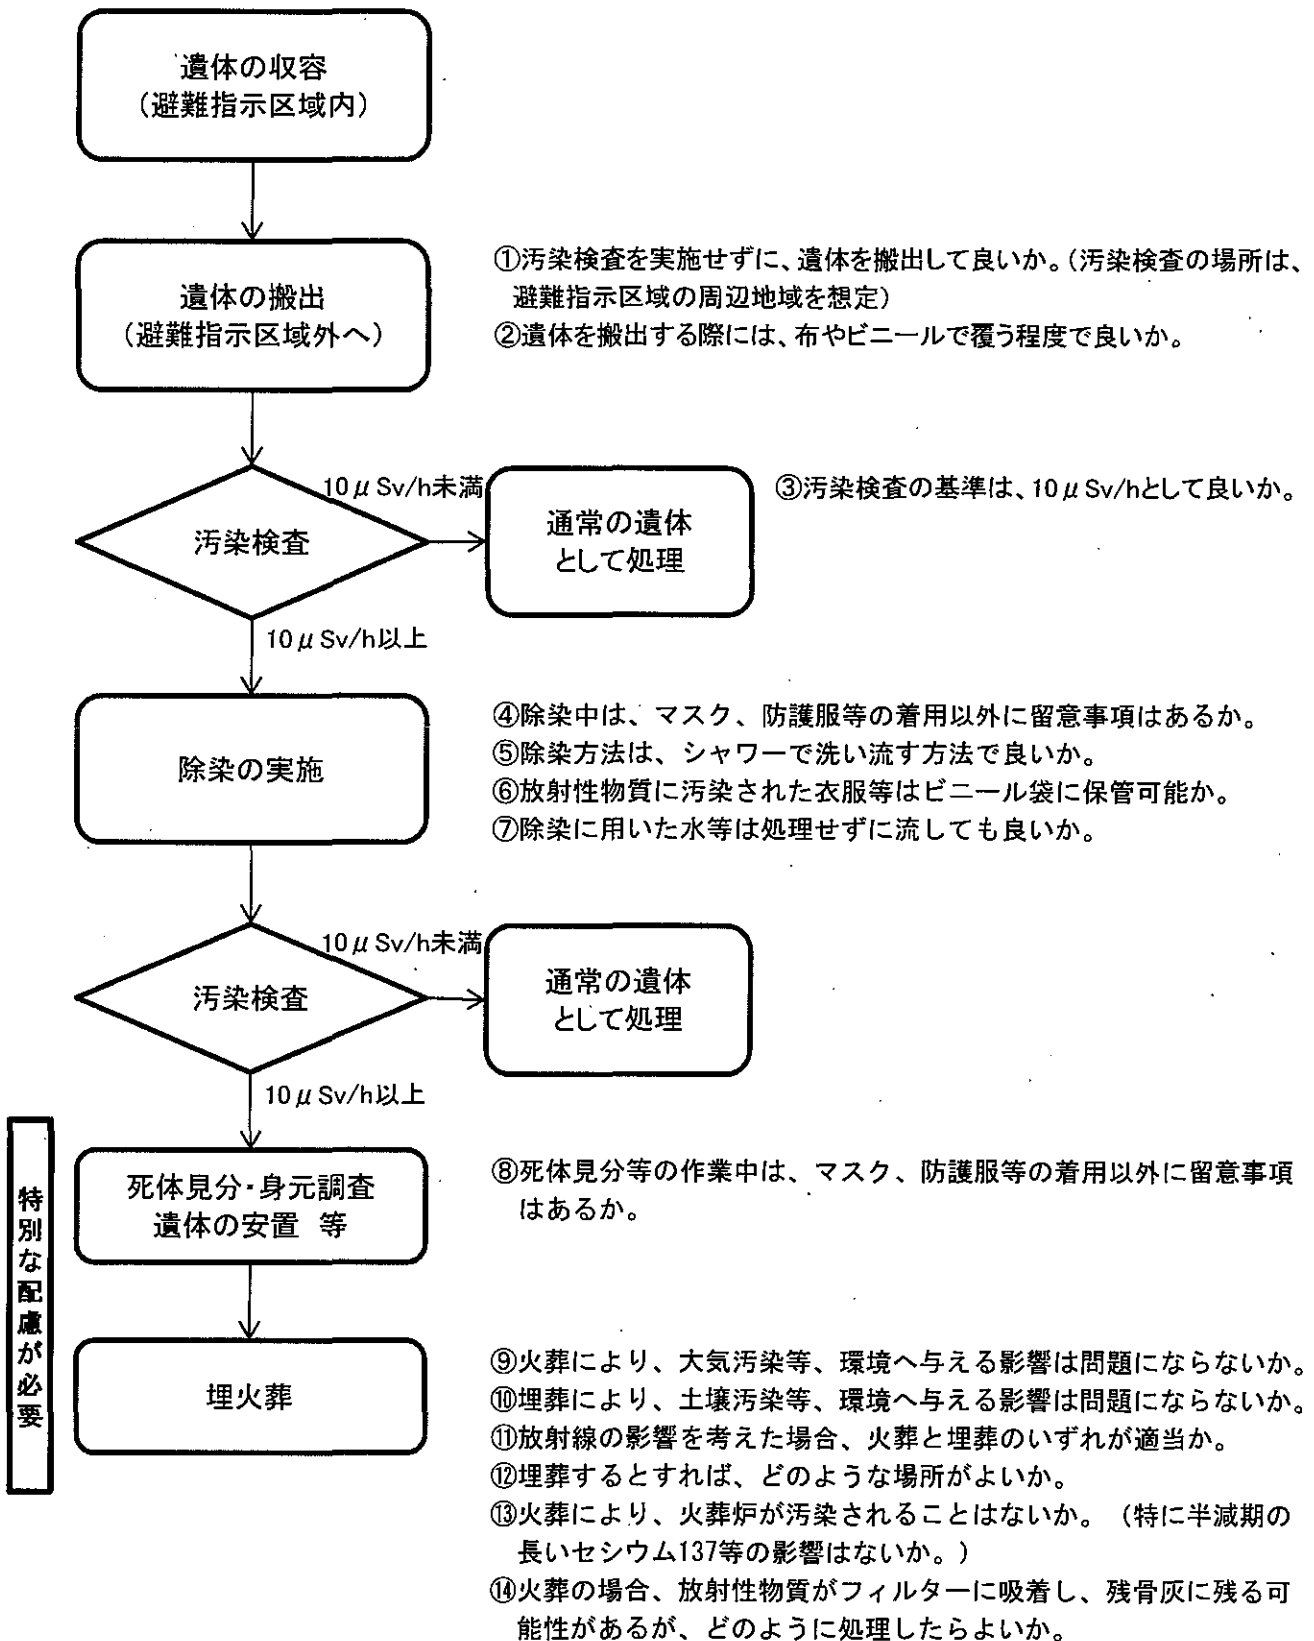 遺体の収容
（避難指示区域内）
遺体の搬出
（避難指示区域外へ）
①汚染検査を実施せずに、遺体を搬出して良いか。（汚染検査の場所は、
避難指示区域の周辺地域を想定）
②遺体を搬出する際には、布やビニールで覆う程度で良いか。
汚染検査
10μSv/h未満
通常の遺体
として処理
③汚染検査の基準は、10μSv/hとして良いか。
10μSv/h以上
除染の実施
④除染中は、マスク、防護服等の着用以外に留意事項はあるか。
⑤除染方法は、シャワーで洗い流す方法で良いか。
⑥放射性物質に汚染された衣服等はビニール袋に保管可能か。
⑦除染に用いた水等は処理せずに流しても良いか。
汚染検査
10μSv/h未満
通常の遺体
として処理
10μSv/h以上
特別な配慮が必要
死体見分・身元調査
遺体の安置 等
⑧死体見分等の作業中は、マスク、防護服等の着用以外に留意事項
はあるか。
埋火葬
⑨火葬により、大気汚染等、環境へ与える影響は問題にならないか。
⑩埋葬により、土壌汚染等、環境へ与える影響は問題にならないか。
⑪放射線の影響を考えた場合、火葬と埋葬のいずれが適当か。
⑫埋葬するとすれば、どのような場所がよいか。
⑬火葬により、火葬炉が汚染されることはないか。（特に半減期の
長いセシウム137等の影響はないか。）
⑭火葬の場合、放射性物質がフィルターに吸着し、残骨灰に残る可
能性があるが、どのように処理したらよいか。